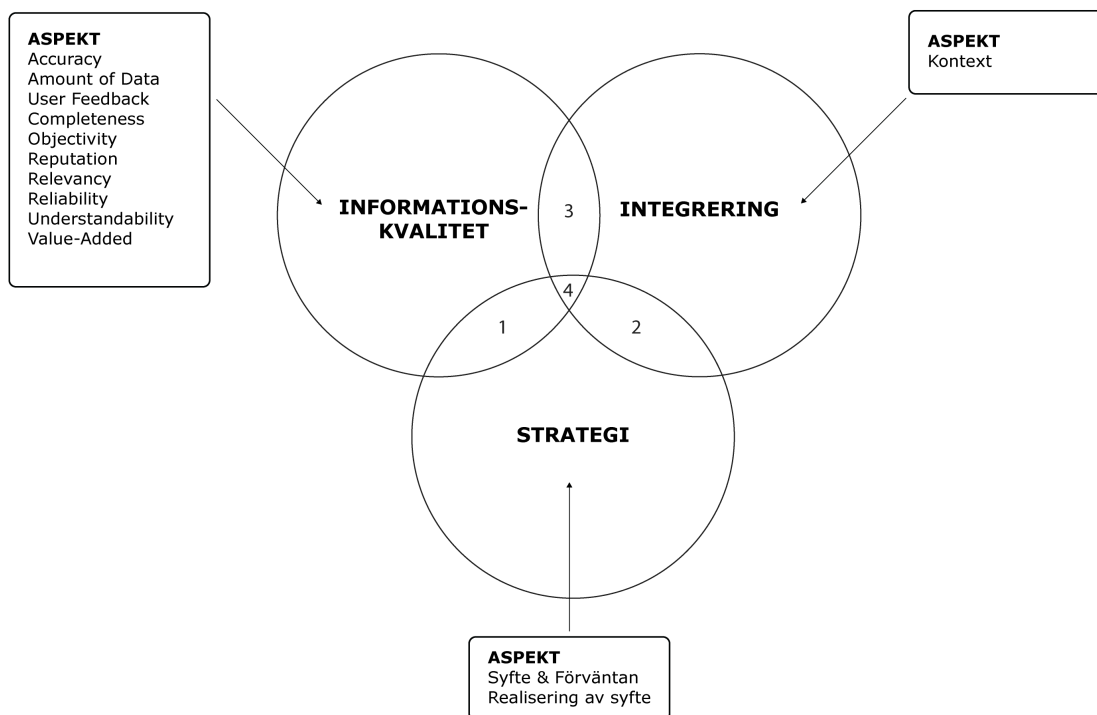 ASPEKT
Accuracy
Amount of Data
User Feedback
Completeness
Objectivity
Reputation
Relevancy
Reliability
Understandability
Value-Added
ASPEKT
Kontext
INFORMATIONS-
KVALITET
3
INTEGRERING
4
1
2
STRATEGI
ASPEKT
Syfte & Förväntan
Realisering av syfte